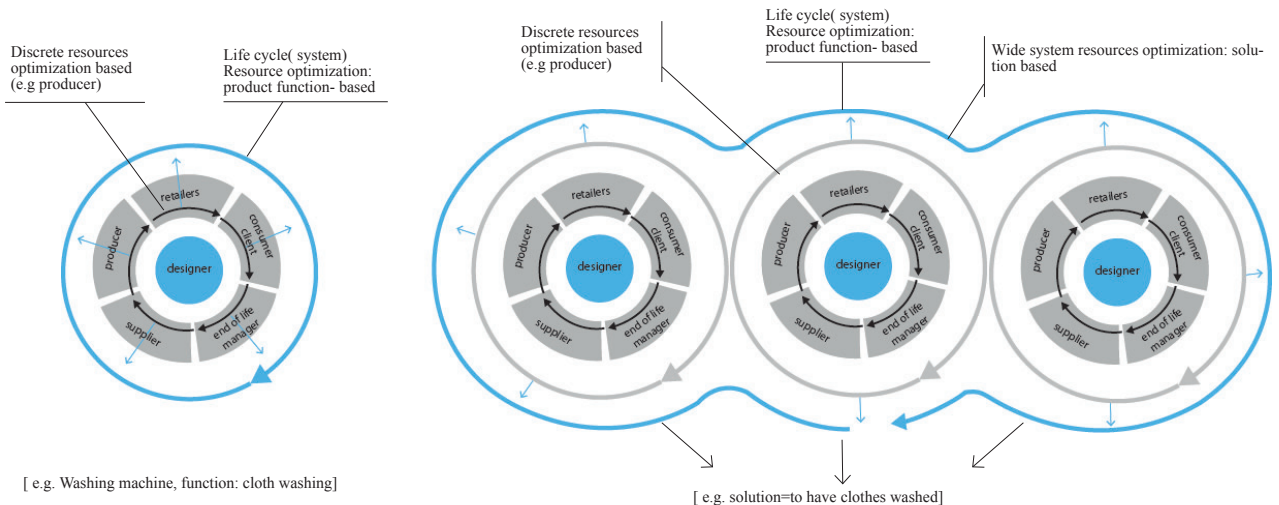 Discrete resources
optimization based
(e.g producer)
Life cycle( system)
Resource optimization:
product function- based
retailers
consumer
client
end of life
manager
supplier
producer
designer
[ e.g. Washing machine, function: cloth washing]
Discrete resources
optimization based
(e.g producer)
Life cycle( system)
Resource optimization:
product function- based
Wide system resources optimization: solu-
tion based
retailers
consumer
client
end of life
manager
supplier
producer
designer
retailers
consumer
client
end of life
manager
supplier
producer
designer
retailers
consumer
client
end of life
manager
supplier
producer
designer
[ e.g. solution=to have clothes washed]